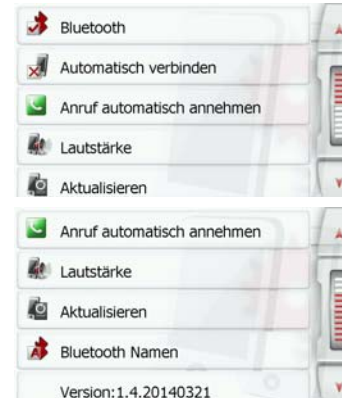 Bluetooth
Automatisch verbinden
Anruf automatisch annehmen
Lautstärke
Aktualisieren
Anruf automatisch annehmen
Lautstärke
Aktualisieren
Bluetooth Namen
Version:1.4.20140321